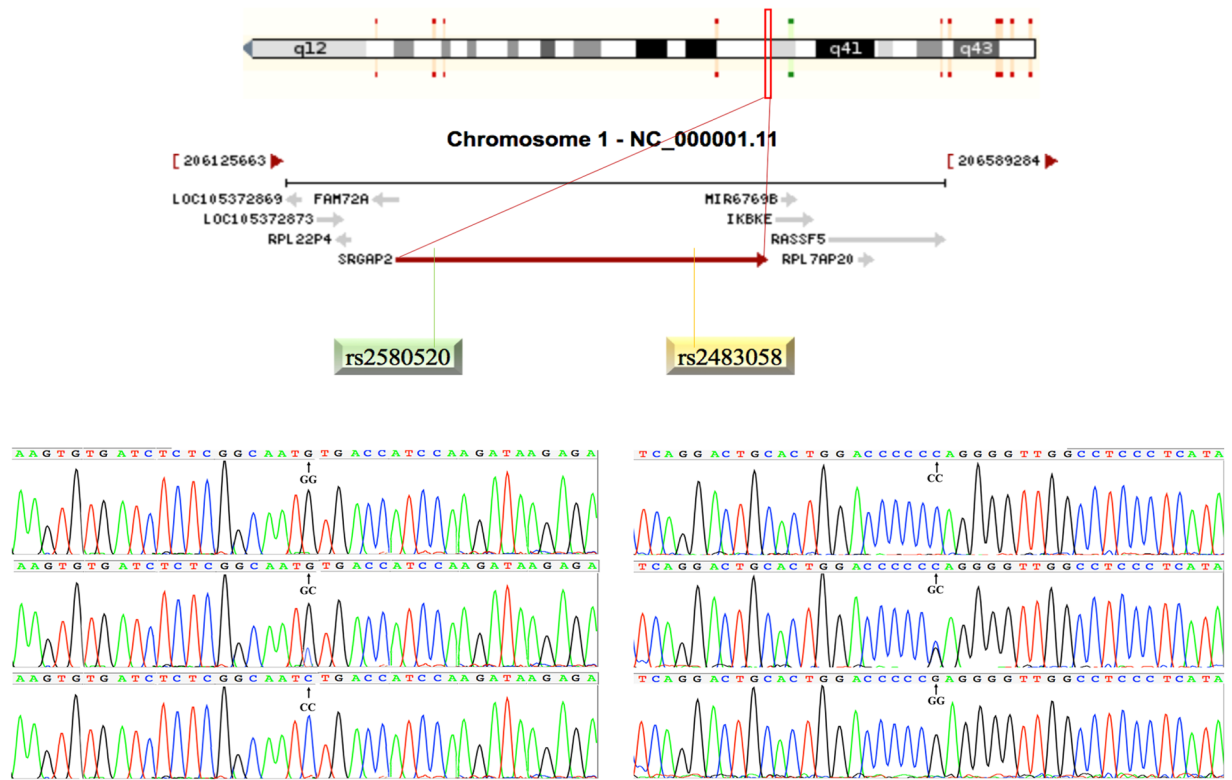 q12 q41 q43
Chromosome 1 - NC_000001.11
[ 206125663 [ 206589284
LOC105372869 FAM72A MIR6769B
LOC105372873 IKBKE
RPL22P4 RASSF5
SRGAP2 RPL7AP20
rs2580520 rs2483058
AAGTGTGATCTCTCGGCAATGTGACCATCCAAGATAAGAGA
GG
AAGTGTGATCTCTCGGCAATGTGACCATCCAAGATAAGAGA
GC
AAGTGTGATCTCTCGGCAATCTGACCATCCAAGATAAGAGA
CC
TCAGGACTGCACTGGACCCCCCAGGGGTTGGCCTCCCTCATA
CC
TCAGGACTGCACTGGACCCCCCAGGGGTTGGCCTCCCTCATA
GC
TCAGGACTGCACTGGACCCCCGAGGGGTTGGCCTCCCTCATA
GG